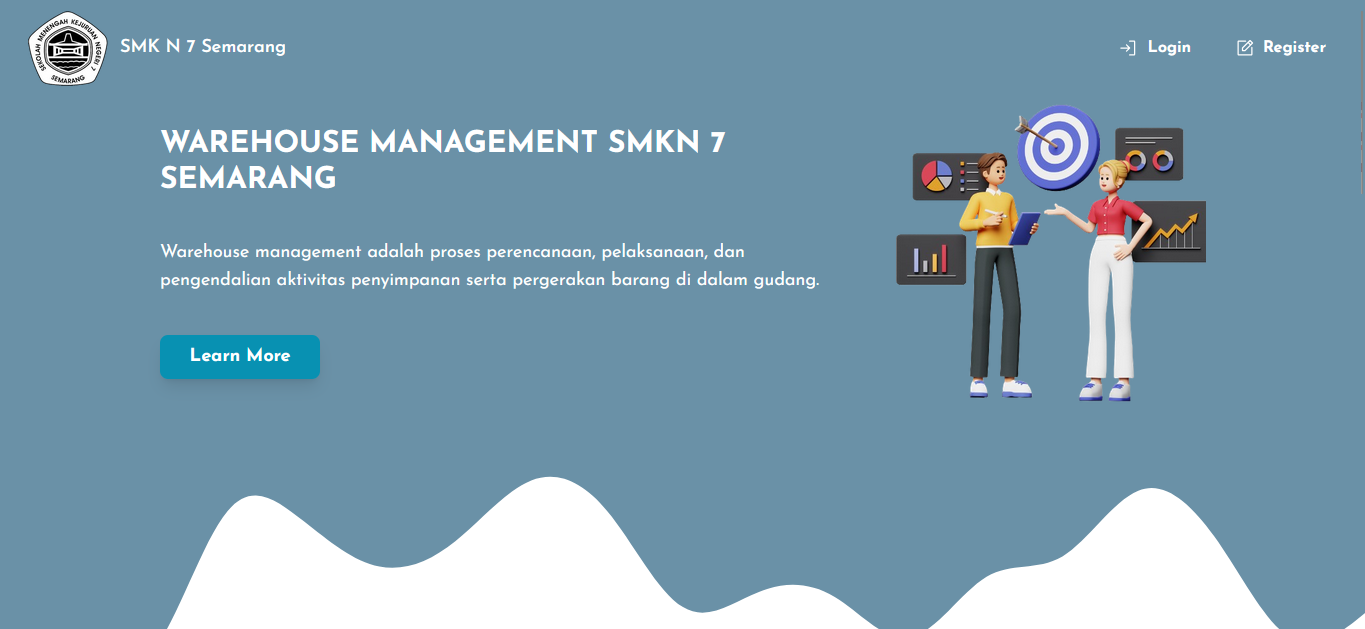 SEKOLAH MENENGAH KEJURUAN NEGERI 7
SEMARANG
SMK N 7 Semarang
Login
Register
WAREHOUSE MANAGEMENT SMKN 7
SEMARANG
Warehouse management adalah proses perencanaan, pelaksanaan, dan
pengendalian aktivitas penyimpanan serta pergerakan barang di dalam gudang.
Learn More